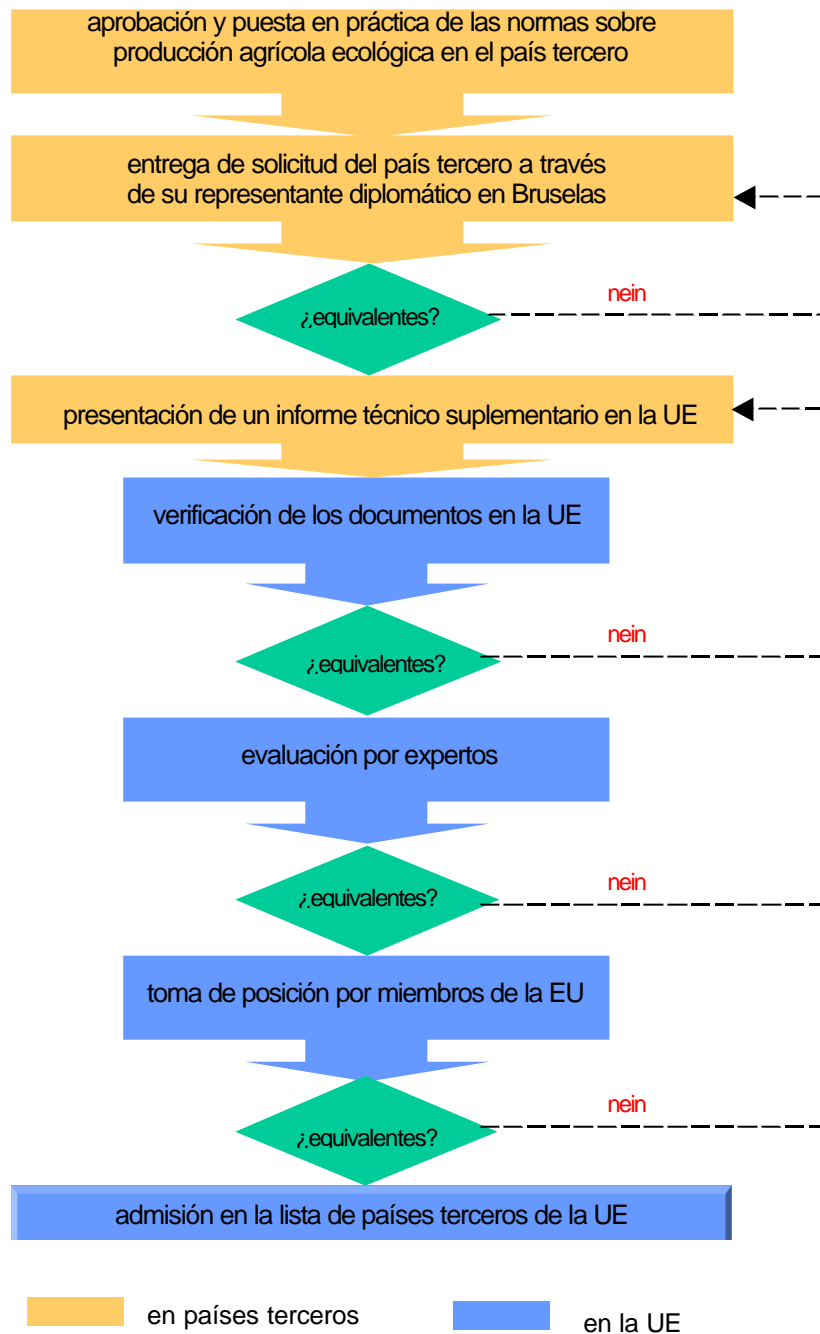 aprobación y puesta en práctica de las normas sobre
producción agrícola ecológica en el país tercero
entrega de solicitud del país tercero a través
de su representante diplomático en Bruselas
¿equivalentes?
nein
presentación de un informe técnico suplementario en la UE
verificación de los documentos en la UE
¿equivalentes?
nein
evaluación por expertos
¿equivalentes?
nein
toma de posición por miembros de la EU
¿equivalentes?
nein
admisión en la lista de países terceros de la UE
en países terceros
en la UE